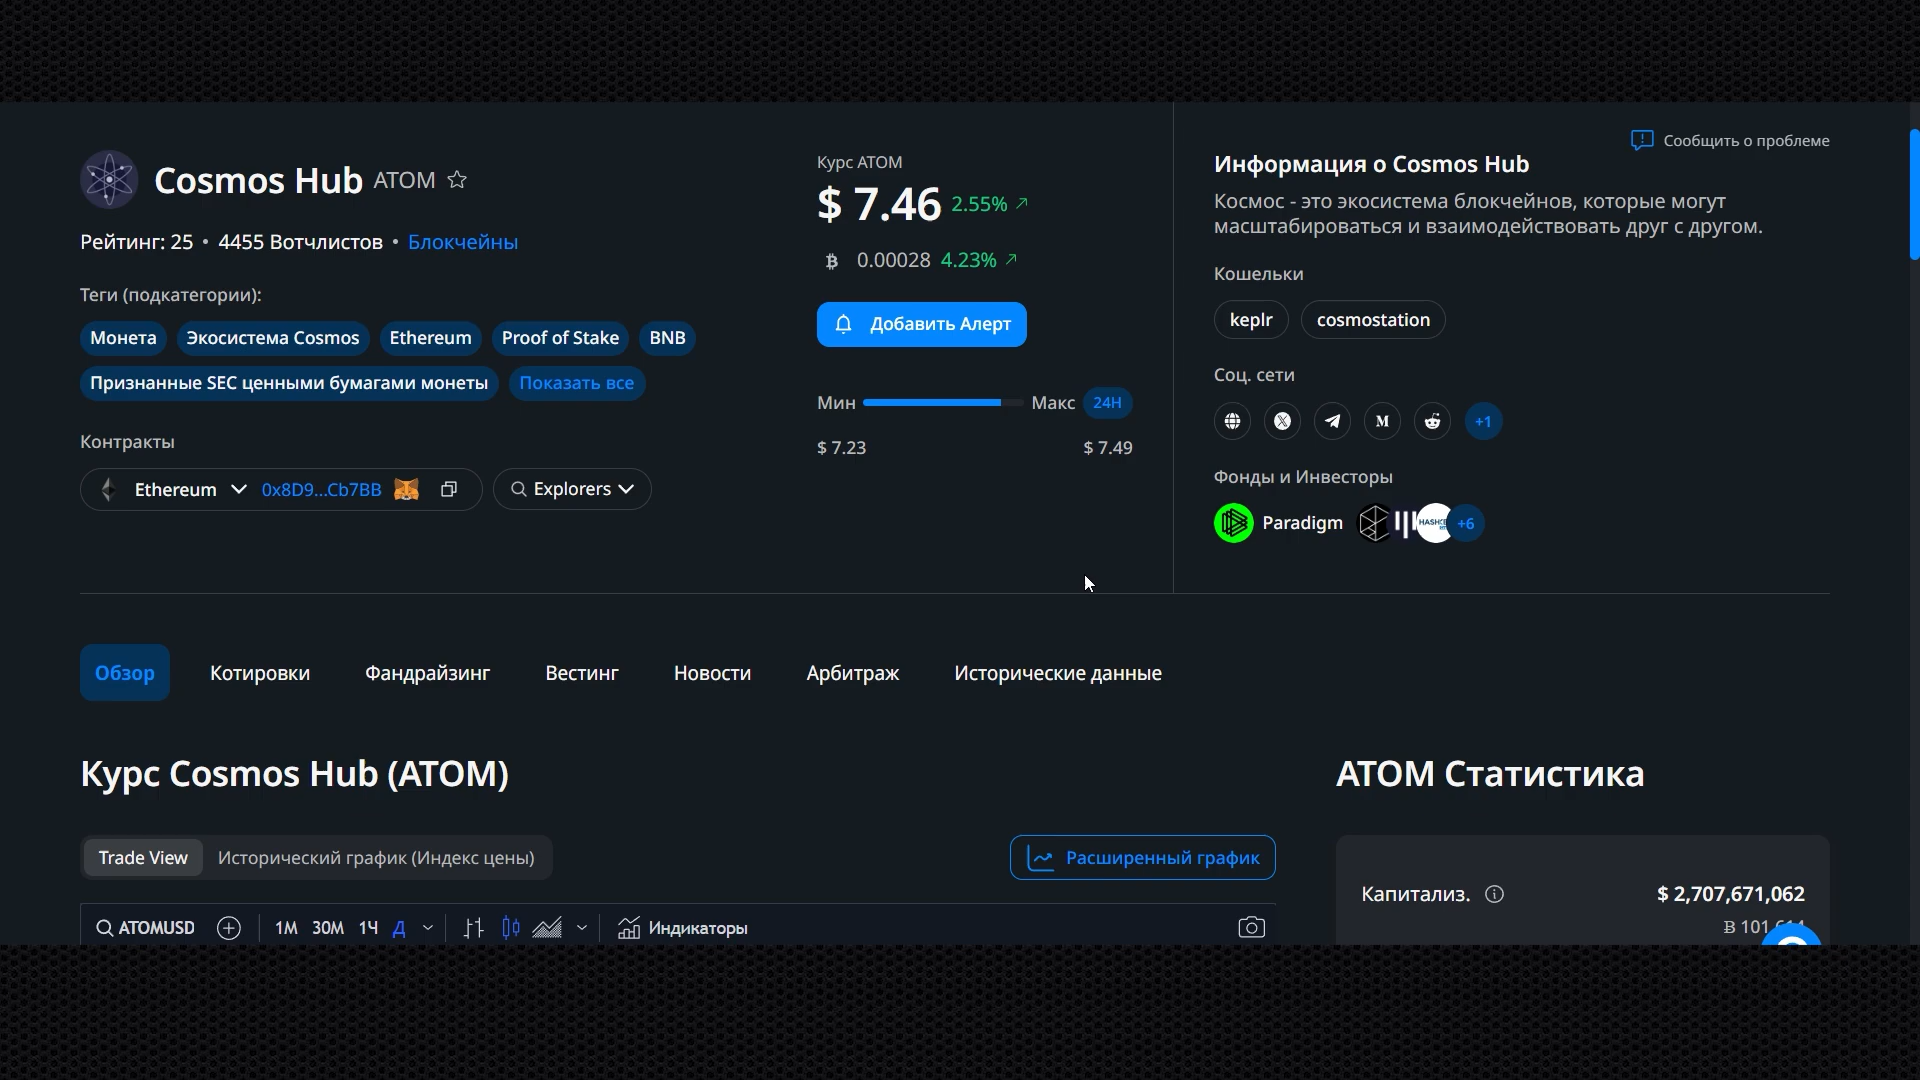 Сообщить о проблеме
Cosmos Hub ATOM
Рейтинг: 25 • 4455 Вотчлистов • Блокчейны
Теги (подкатегории):
Монета Экосистема Cosmos Ethereum Proof of Stake BNB
Признанные SEC ценными бумагами монеты Показать все
Контракты
Ethereum 0x8D9...Cb7BB Explorers
Курс ATOM
$ 7.46 2.55%
0.00028 4.23%
Добавить Алерт
Мин Макс 24H
$ 7.23 $ 7.49
Информация о Cosmos Hub
Космос - это экосистема блокчейнов, которые могут
масштабироваться и взаимодействовать друг с другом.
Кошельки
keplr cosmostation
Соц. сети
+1
Фонды и Инвесторы
Paradigm +6
Обзор Котировки Фандрайзинг Вестинг Новости Арбитраж Исторические данные
Курс Cosmos Hub (ATOM)
Trade View Исторический график (Индекс цены) Расширенный график
ATOMUSD 1М 30М 1Ч Д Индикаторы
ATOM Статистика
Капитализ. $ 2,707,671,062